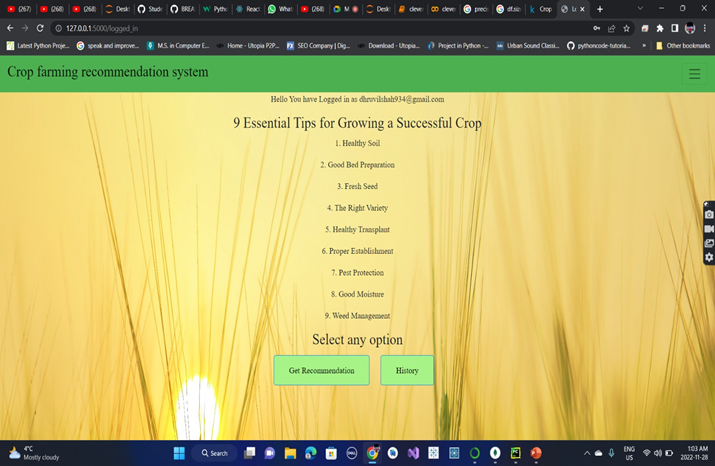 (267)
(268)
(268)
Deskt
Stude
BREA
Pytho
React
What
(268)
M
Deskt
cleve
cleve
preci
df.siz
Crop
Lo
127.0.0.1:5000/logged_in
Latest Python Proje...
speak and improve...
M.S. in Computer E...
Home - Utopia P2P...
SEO Company | Dig...
Download - Utopia...
Project in Python -...
Urban Sound Classi...
pythoncode-tutoria...
»
Other bookmarks
Crop farming recommendation system
Hello You have Logged in as dhruvilshah934@gmail.com
9 Essential Tips for Growing a Successful Crop
1. Healthy Soil
2. Good Bed Preparation
3. Fresh Seed
4. The Right Variety
5. Healthy Transplant
6. Proper Establishment
7. Pest Protection
8. Good Moisture
9. Weed Management
Select any option
Get Recommendation
History
4°C
Mostly cloudy
Search
ENG
US
1:03 AM
2022-11-28